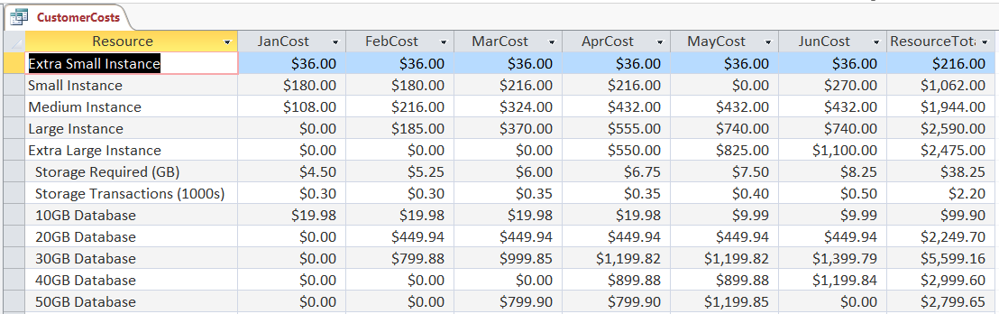 CustomerCosts
Resource JanCost FebCost MarCost AprCost MayCost JunCost ResourceTot
Extra Small Instance $36.00 $36.00 $36.00 $36.00 $36.00 $36.00 $216.00
Small Instance $180.00 $180.00 $216.00 $216.00 $0.00 $270.00 $1,062.00
Medium Instance $108.00 $216.00 $324.00 $432.00 $432.00 $432.00 $1,944.00
Large Instance $0.00 $185.00 $370.00 $555.00 $740.00 $740.00 $2,590.00
Extra Large Instance $0.00 $0.00 $0.00 $550.00 $825.00 $1,100.00 $2,475.00
Storage Required (GB) $4.50 $5.25 $6.00 $6.75 $7.50 $8.25 $38.25
Storage Transactions (1000s) $0.30 $0.30 $0.35 $0.35 $0.40 $0.50 $2.20
10GB Database $19.98 $19.98 $19.98 $19.98 $9.99 $9.99 $99.90
20GB Database $0.00 $449.94 $449.94 $449.94 $449.94 $449.94 $2,249.70
30GB Database $0.00 $799.88 $999.85 $1,199.82 $1,199.82 $1,399.79 $5,599.16
40GB Database $0.00 $0.00 $0.00 $899.88 $899.88 $1,199.84 $2,999.60
50GB Database $0.00 $0.00 $799.90 $799.90 $1,199.85 $0.00 $2,799.65